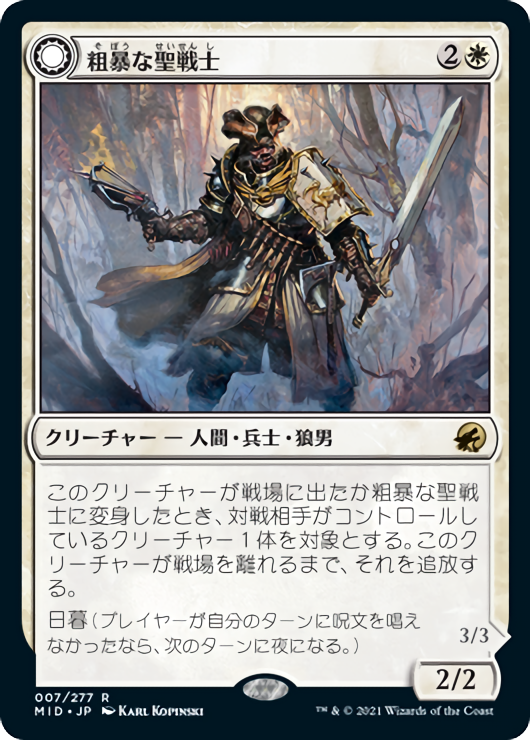 粗暴な聖戦士
そぼう せいせんし
2
クリーチャー — 人間・兵士・狼男
このクリーチャーが戦場に出たか粗暴な聖戦
士に変身したとき、対戦相手がコントロールし
ているクリーチャー１体を対象とする。このク
リーチャーが戦場を離れるまで、それを追放す
る。
日暮（プレイヤーが自分のターンに呪文を唱え
なかったなら、次のターンに夜になる。）
3/3
2/2
007/277 R
MID • JP Karl Kopinski
™ & © 2021 Wizards of the Coast